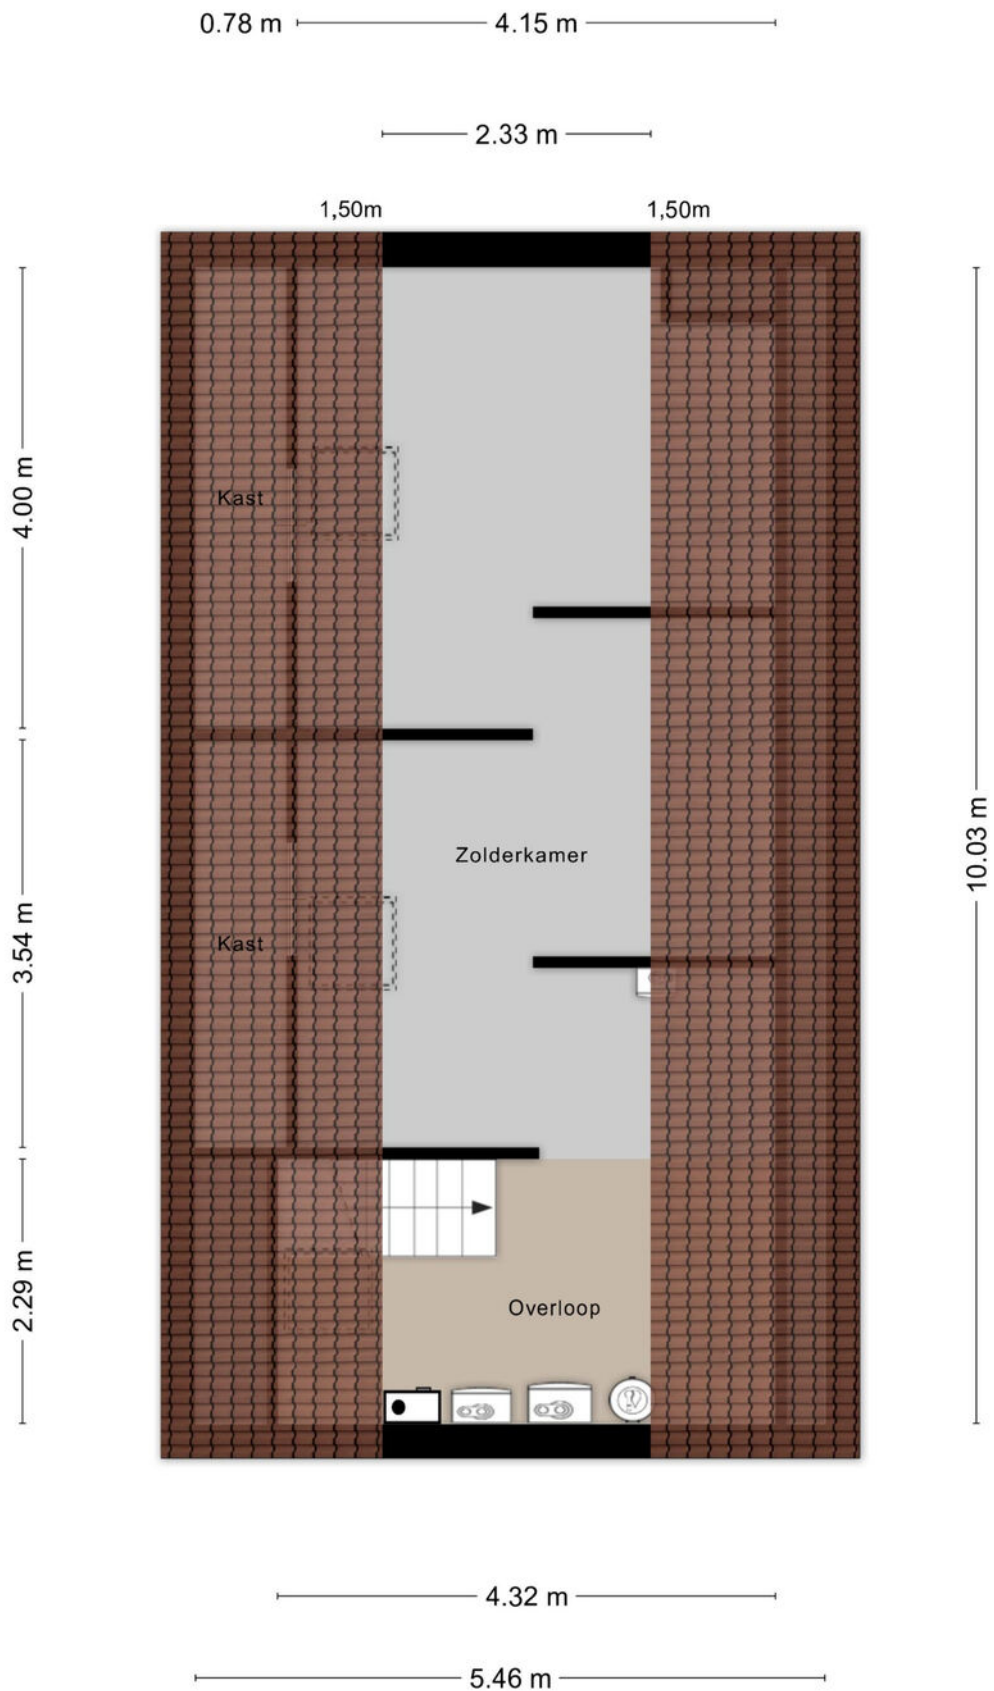 0.78 m 4.15 m
2.33 m
1,50m 1,50m
4.00 m
Kast
10.03 m
Zolderkamer
3.54 m
Kast
2.29 m
Overloop
4.32 m
5.46 m